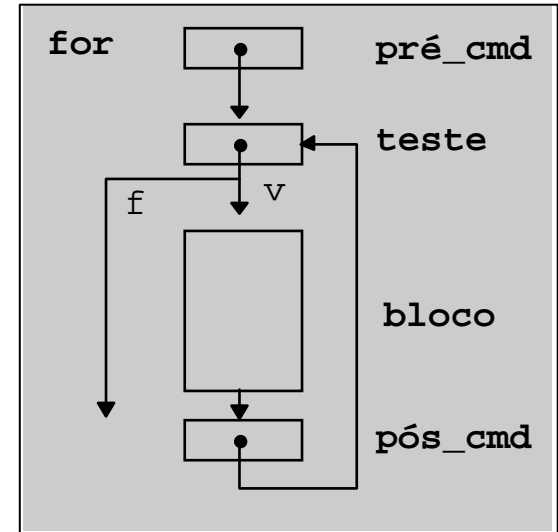 for pré_cmd
teste
f v
bloco
pós_cmd